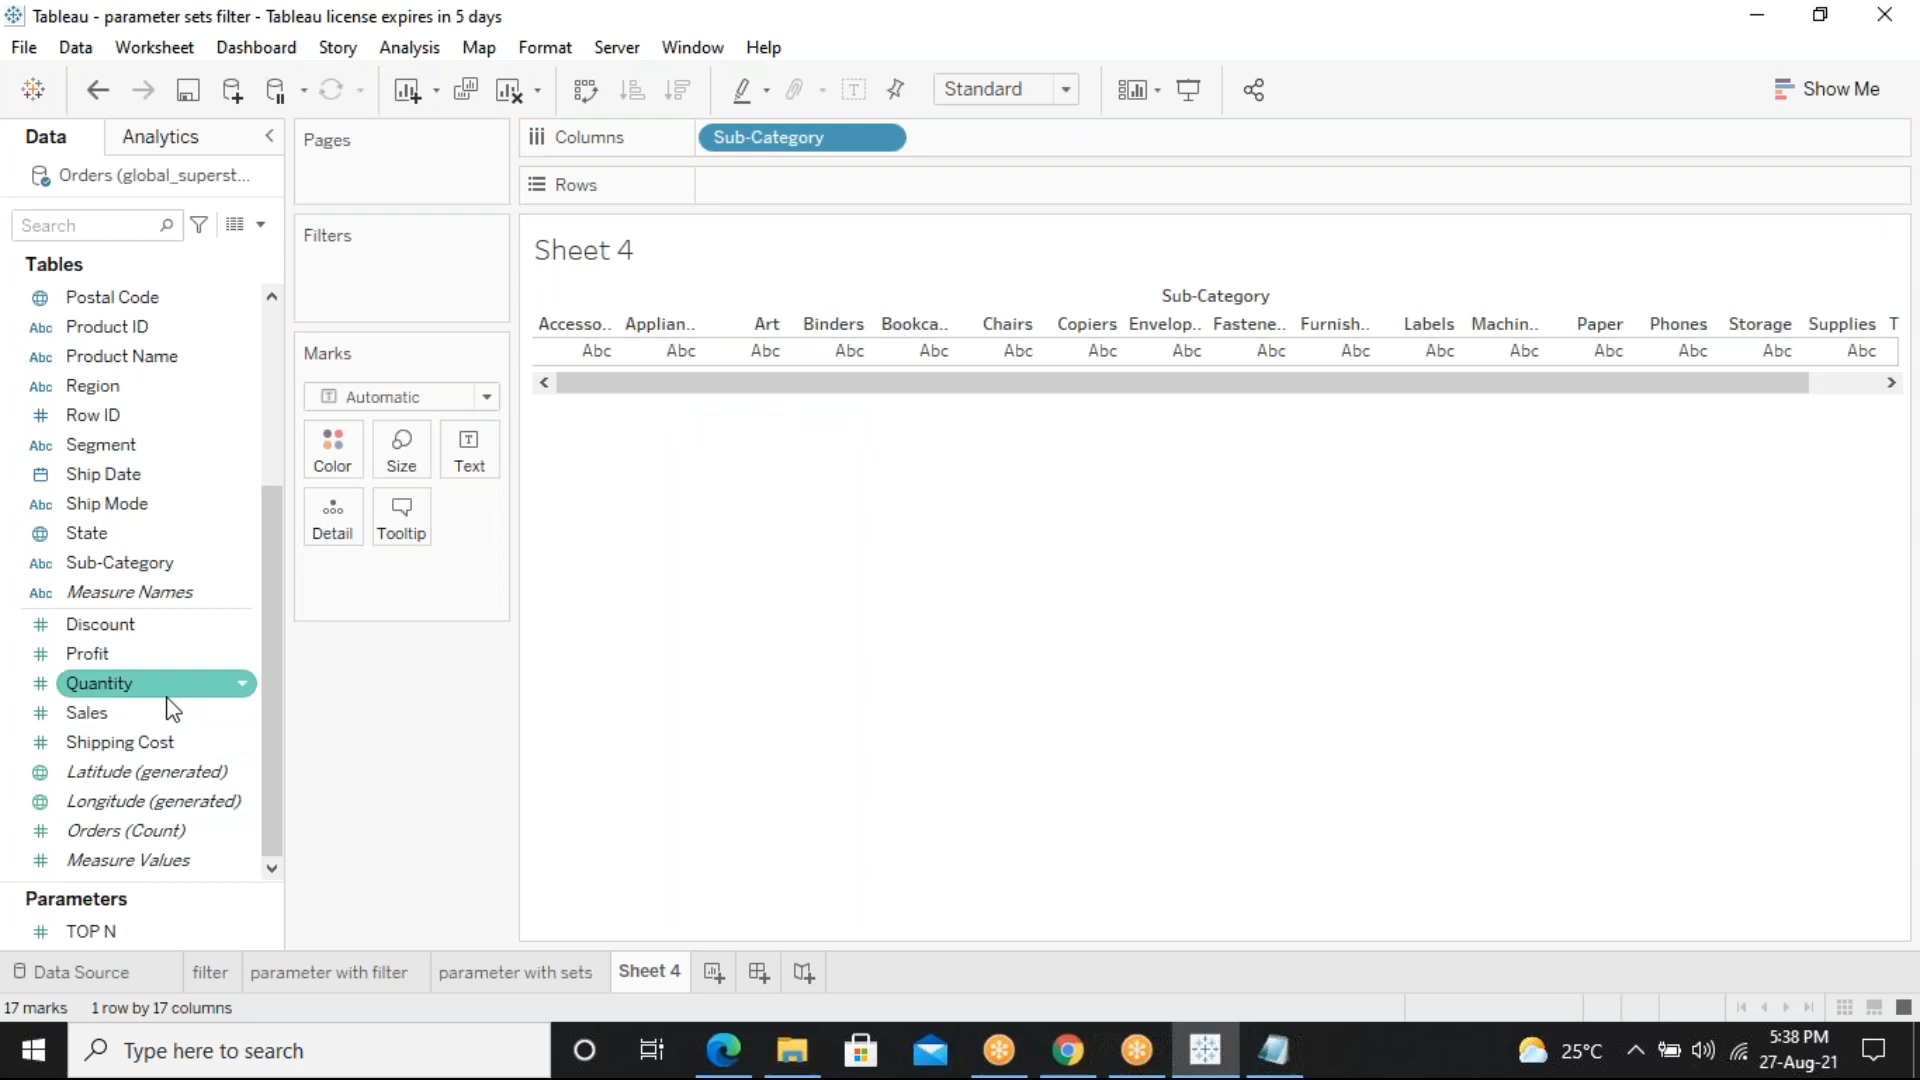 Tableau - parameter sets filter - Tableau license expires in 5 days
File Data Worksheet Dashboard Story Analysis Map Format Server Window Help
Standard
Show Me
Data Analytics
Orders (global_superst...
Search
Tables
Postal Code
Abc Product ID
Abc Product Name
Abc Region
Row ID
Abc Segment
Ship Date
Abc Ship Mode
State
Abc Sub-Category
Abc Measure Names
Discount
Profit
Quantity
Sales
Shipping Cost
Latitude (generated)
Longitude (generated)
Orders (Count)
Measure Values
Parameters
TOP N
Pages
Filters
Marks
Automatic
Color Size Text
Detail Tooltip
Columns Sub-Category
Rows
Sheet 4
Sub-Category
Accesso.. Applian.. Art Binders Bookca.. Chairs Copiers Envelop.. Fastene.. Furnish.. Labels Machin.. Paper Phones Storage Supplies T
Abc Abc Abc Abc Abc Abc Abc Abc Abc Abc Abc Abc Abc Abc Abc Abc
Data Source filter parameter with filter parameter with sets Sheet 4
17 marks 1 row by 17 columns
Type here to search
25°C
5:38 PM
27-Aug-21